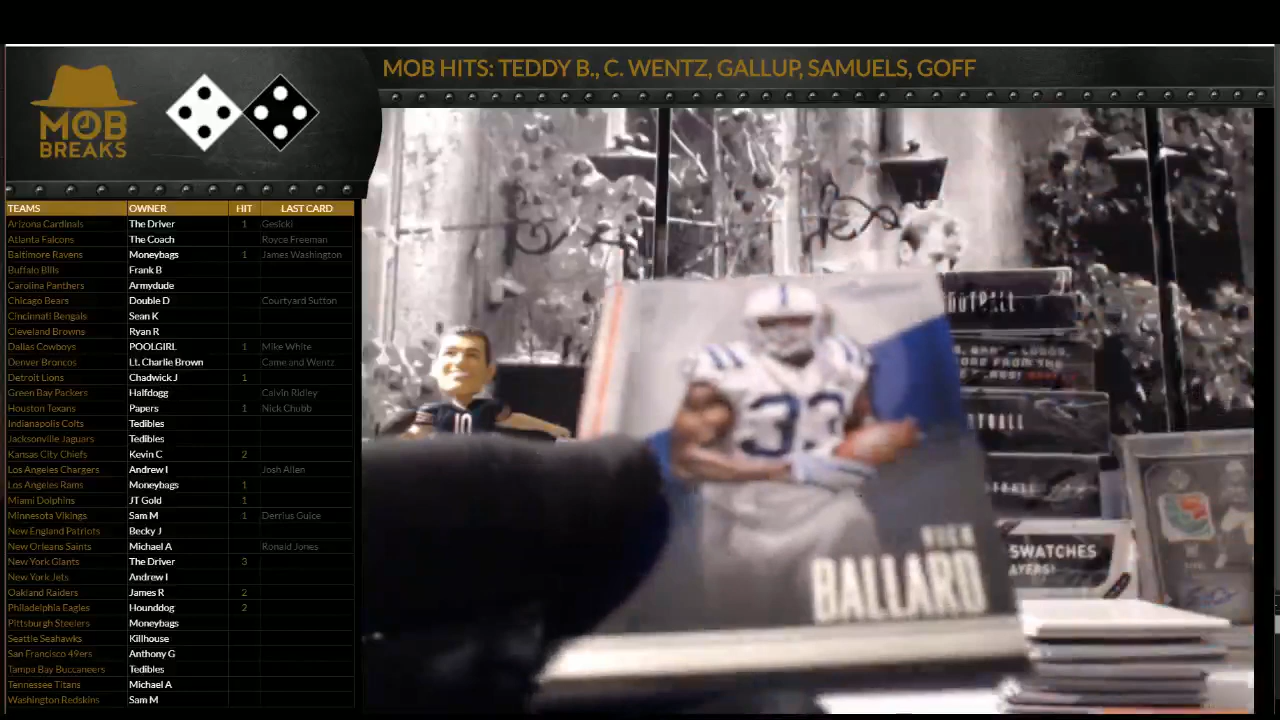 MOB HITS: TEDDY B., C. WENTZ, GALLUP, SAMUELS, GOFF
MOB
BREAKS
TEAMS OWNER HIT LAST CARD
Arizona Cardinals The Driver 1 Gesicki
Atlanta Falcons The Coach Royce Freeman
Baltimore Ravens Moneybags 1 James Washington
Buffalo Bills Frank B
Carolina Panthers Armydude
Chicago Bears Double D Courtyard Sutton
Cincinnati Bengals Sean K
Cleveland Browns Ryan R
Dallas Cowboys POOLGIRL 1 Mike White
Denver Broncos Lt. Charlie Brown Came and Wentz
Detroit Lions Chadwick J 1
Green Bay Packers Halfdogg Calvin Ridley
Houston Texans Papers 1 Nick Chubb
Indianapolis Colts Tedibles
Jacksonville Jaguars Tedibles
Kansas City Chiefs Kevin C 2
Los Angeles Chargers Andrew I Josh Allen
Los Angeles Rams Moneybags 1
Miami Dolphins JT Gold 1
Minnesota Vikings Sam M 1 Derrius Guice
New England Patriots Becky J
New Orleans Saints Michael A Ronald Jones
New York Giants The Driver 3
New York Jets Andrew I
Oakland Raiders James R 2
Philadelphia Eagles Hounddog 2
Pittsburgh Steelers Moneybags
Seattle Seahawks Killhouse
San Francisco 49ers Anthony G
Tampa Bay Buccaneers Tedibles
Tennessee Titans Michael A
Washington Redskins Sam M
33
BALLARD
10
SWATCHES